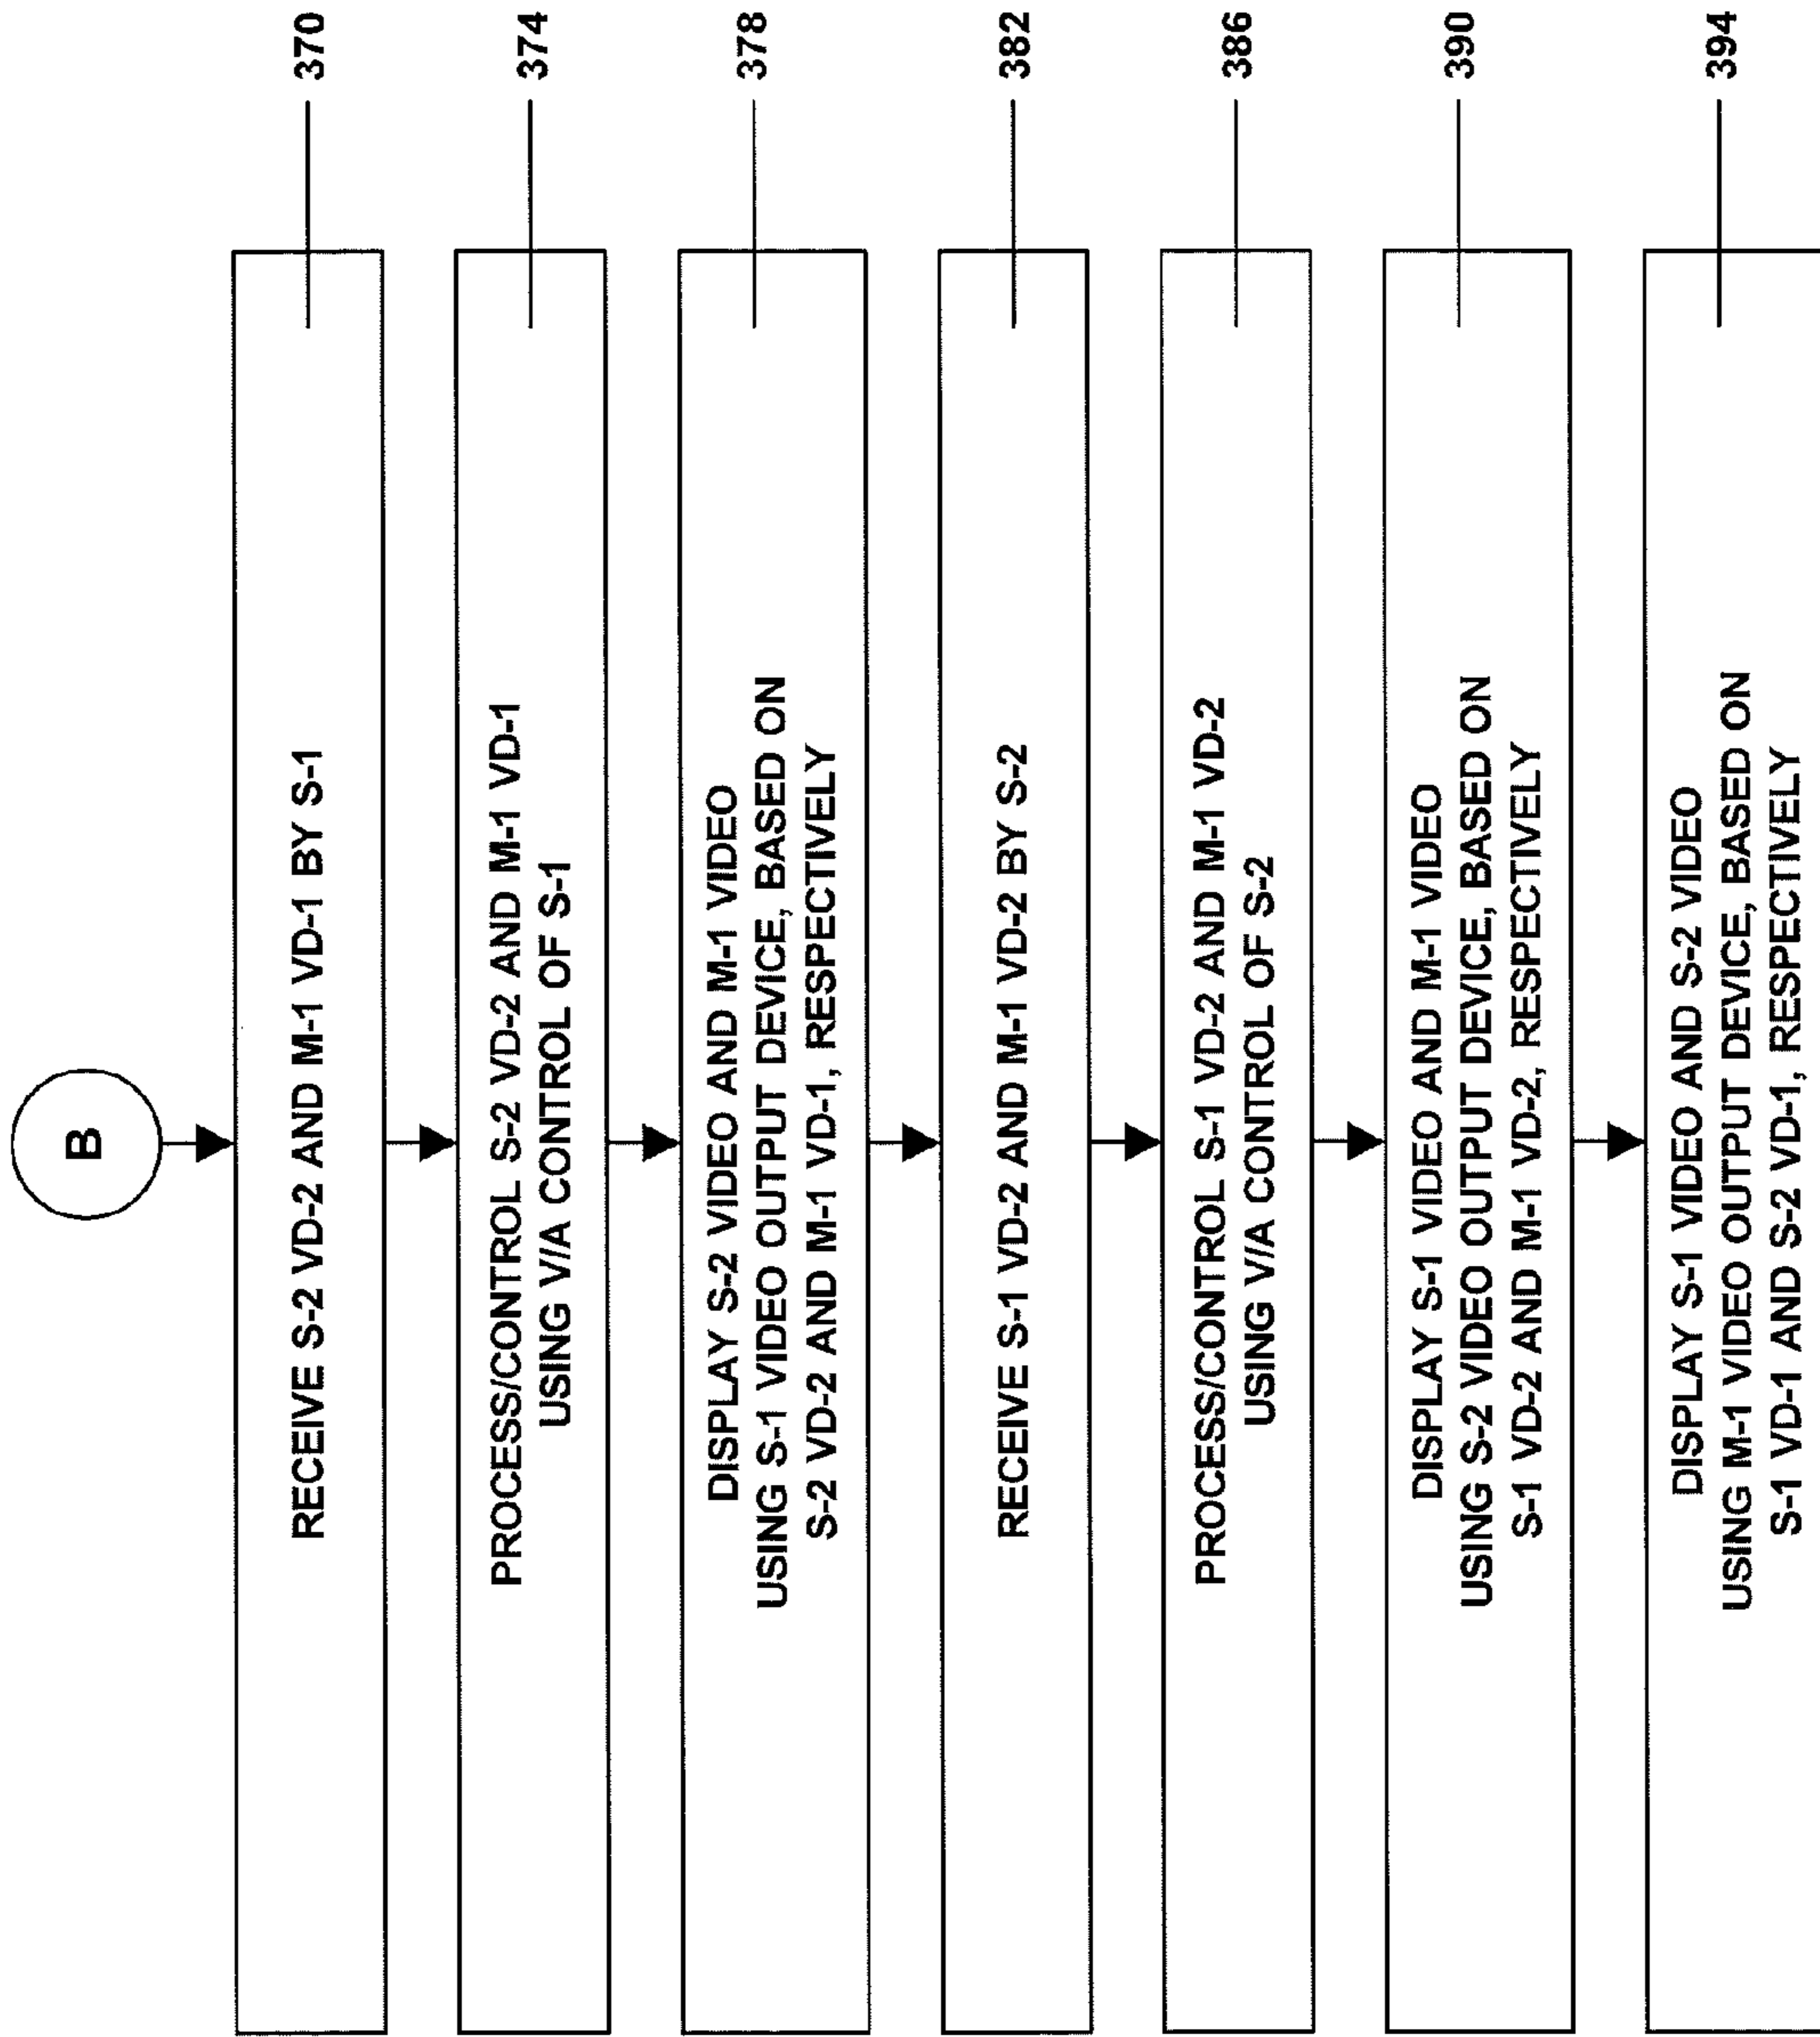 B
RECEIVE S-2 VD-2 AND M-1 VD-1 BY S-1
370
PROCESS/CONTROL S-2 VD-2 AND M-1 VD-1
USING V/A CONTROL OF S-1
374
DISPLAY S-2 VIDEO AND M-1 VIDEO
USING S-1 VIDEO OUTPUT DEVICE, BASED ON
S-2 VD-2 AND M-1 VD-1, RESPECTIVELY
378
RECEIVE S-1 VD-2 AND M-1 VD-2 BY S-2
382
PROCESS/CONTROL S-1 VD-2 AND M-1 VD-2
USING V/A CONTROL OF S-2
386
DISPLAY S-1 VIDEO AND M-1 VIDEO
USING S-2 VIDEO OUTPUT DEVICE, BASED ON
S-1 VD-2 AND M-1 VD-2, RESPECTIVELY
390
DISPLAY S-1 VIDEO AND S-2 VIDEO
USING M-1 VIDEO OUTPUT DEVICE, BASED ON
S-1 VD-1 AND S-2 VD-1, RESPECTIVELY
394